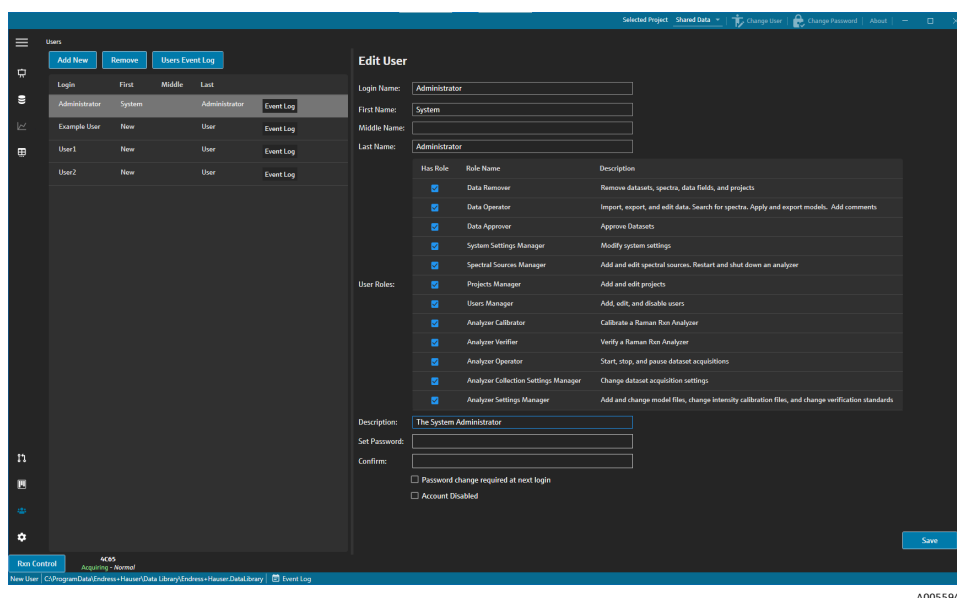 Selected Project Shared Data Change User Change Password About
Users
Add New Remove Users Event Log
Login First Middle Last
Administrator System Administrator Event Log
Example User New User Event Log
User1 New User Event Log
User2 New User Event Log
Edit User
Login Name: Administrator
First Name: System
Middle Name:
Last Name: Administrator
Has Role Role Name Description
Data Remover Remove datasets, spectra, data fields, and projects
Data Operator Import, export, and edit data. Search for spectra. Apply and export models. Add comments
Data Approver Approve Datasets
System Settings Manager Modify system settings
Spectral Sources Manager Add and edit spectral sources. Restart and shut down an analyzer
User Roles: Projects Manager Add and edit projects
Users Manager Add, edit, and disable users
Analyzer Calibrator Calibrate a Raman Rxn Analyzer
Analyzer Verifier Verify a Raman Rxn Analyzer
Analyzer Operator Start, stop, and pause dataset acquisitions
Analyzer Collection Settings Manager Change dataset acquisition settings
Analyzer Settings Manager Add and change model files, change intensity calibration files, and change verification standards
Description: The System Administrator
Set Password:
Confirm:
Password change required at next login
Account Disabled
Save
Rxn Control
4C65
Acquiring - Normal
New User C:\ProgramData\Endress+Hauser\Data Library\Endress+Hauser.DataLibrary Event Log